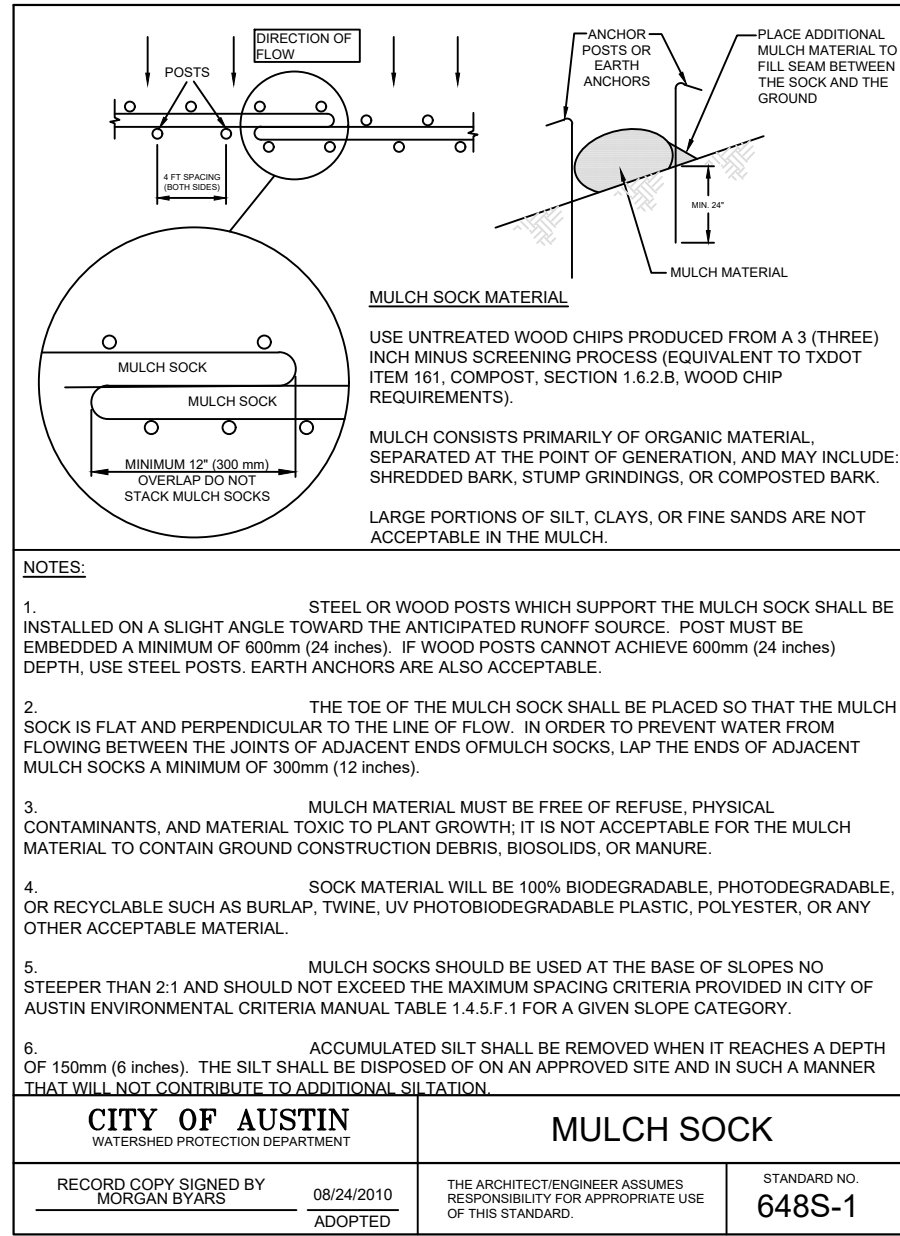 DIRECTION OF
FLOW
POSTS
4 FT SPACING
(BOTH SIDES)
ANCHOR
POSTS OR
EARTH
ANCHORS
PLACE ADDITIONAL
MULCH MATERIAL TO
FILL SEAM BETWEEN
THE SOCK AND THE
GROUND
MIN. 24"
MULCH MATERIAL
MULCH SOCK
MULCH SOCK
MINIMUM 12" (300 mm)
OVERLAP DO NOT
STACK MULCH SOCKS
MULCH SOCK MATERIAL
USE UNTREATED WOOD CHIPS PRODUCED FROM A 3 (THREE)
INCH MINUS SCREENING PROCESS (EQUIVALENT TO TXDOT
ITEM 161, COMPOST, SECTION 1.6.2.B, WOOD CHIP
REQUIREMENTS).
MULCH CONSISTS PRIMARILY OF ORGANIC MATERIAL,
SEPARATED AT THE POINT OF GENERATION, AND MAY INCLUDE:
SHREDDED BARK, STUMP GRINDINGS, OR COMPOSTED BARK.
LARGE PORTIONS OF SILT, CLAYS, OR FINE SANDS ARE NOT
ACCEPTABLE IN THE MULCH.
NOTES:
1. STEEL OR WOOD POSTS WHICH SUPPORT THE MULCH SOCK SHALL BE
INSTALLED ON A SLIGHT ANGLE TOWARD THE ANTICIPATED RUNOFF SOURCE. POST MUST BE
EMBEDDED A MINIMUM OF 600mm (24 inches). IF WOOD POSTS CANNOT ACHIEVE 600mm (24 inches)
DEPTH, USE STEEL POSTS. EARTH ANCHORS ARE ALSO ACCEPTABLE.
2. THE TOE OF THE MULCH SOCK SHALL BE PLACED SO THAT THE MULCH
SOCK IS FLAT AND PERPENDICULAR TO THE LINE OF FLOW. IN ORDER TO PREVENT WATER FROM
FLOWING BETWEEN THE JOINTS OF ADJACENT ENDS OFMULCH SOCKS, LAP THE ENDS OF ADJACENT
MULCH SOCKS A MINIMUM OF 300mm (12 inches).
3. MULCH MATERIAL MUST BE FREE OF REFUSE, PHYSICAL
CONTAMINANTS, AND MATERIAL TOXIC TO PLANT GROWTH; IT IS NOT ACCEPTABLE FOR THE MULCH
MATERIAL TO CONTAIN GROUND CONSTRUCTION DEBRIS, BIOSOLIDS, OR MANURE.
4. SOCK MATERIAL WILL BE 100% BIODEGRADABLE, PHOTODEGRADABLE,
OR RECYCLABLE SUCH AS BURLAP, TWINE, UV PHOTOBIODEGRADABLE PLASTIC, POLYESTER, OR ANY
OTHER ACCEPTABLE MATERIAL.
5. MULCH SOCKS SHOULD BE USED AT THE BASE OF SLOPES NO
STEEPER THAN 2:1 AND SHOULD NOT EXCEED THE MAXIMUM SPACING CRITERIA PROVIDED IN CITY OF
AUSTIN ENVIRONMENTAL CRITERIA MANUAL TABLE 1.4.5.F.1 FOR A GIVEN SLOPE CATEGORY.
6. ACCUMULATED SILT SHALL BE REMOVED WHEN IT REACHES A DEPTH
OF 150mm (6 inches). THE SILT SHALL BE DISPOSED OF ON AN APPROVED SITE AND IN SUCH A MANNER
THAT WILL NOT CONTRIBUTE TO ADDITIONAL SILTATION.
CITY OF AUSTIN
WATERSHED PROTECTION DEPARTMENT
MULCH SOCK
RECORD COPY SIGNED BY
MORGAN BYARS
08/24/2010
ADOPTED
THE ARCHITECT/ENGINEER ASSUMES
RESPONSIBILITY FOR APPROPRIATE USE
OF THIS STANDARD.
STANDARD NO.
648S-1